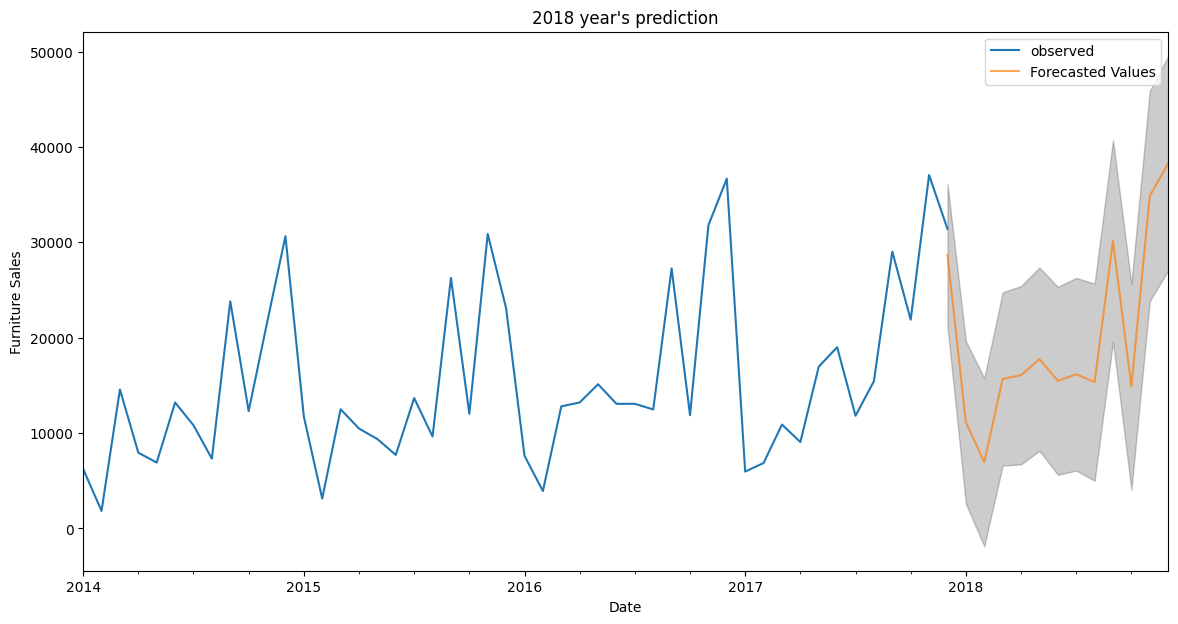 2018 year's prediction
observed
Forecasted Values
50000
40000
30000
20000
10000
0
Furniture Sales
2014
2015
2016
2017
2018
Date